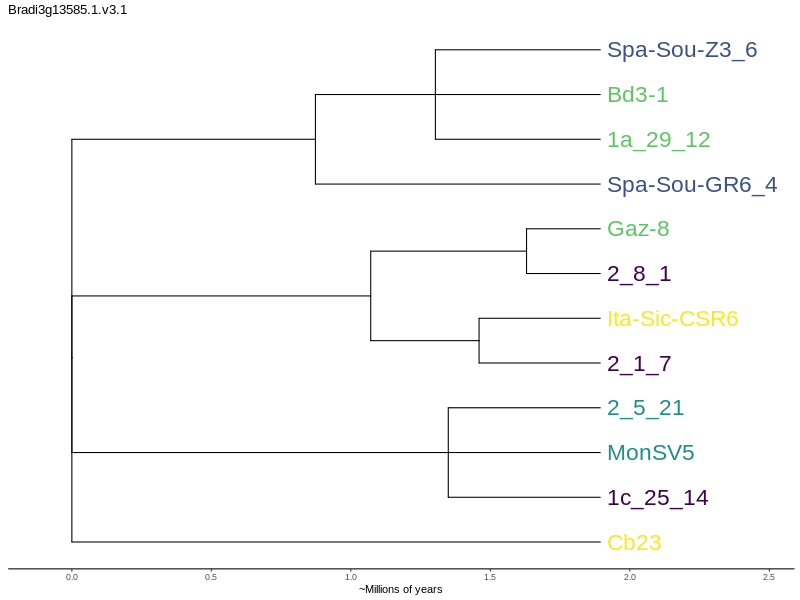 Bradi3g13585.1.v3.1
Spa-Sou-Z3_6
Bd3-1
1a_29_12
Spa-Sou-GR6_4
Gaz-8
2_8_1
Ita-Sic-CSR6
2_1_7
2_5_21
MonSV5
1c_25_14
Cb23
0.0 0.5 1.0 1.5 2.0 2.5
~Millions of years